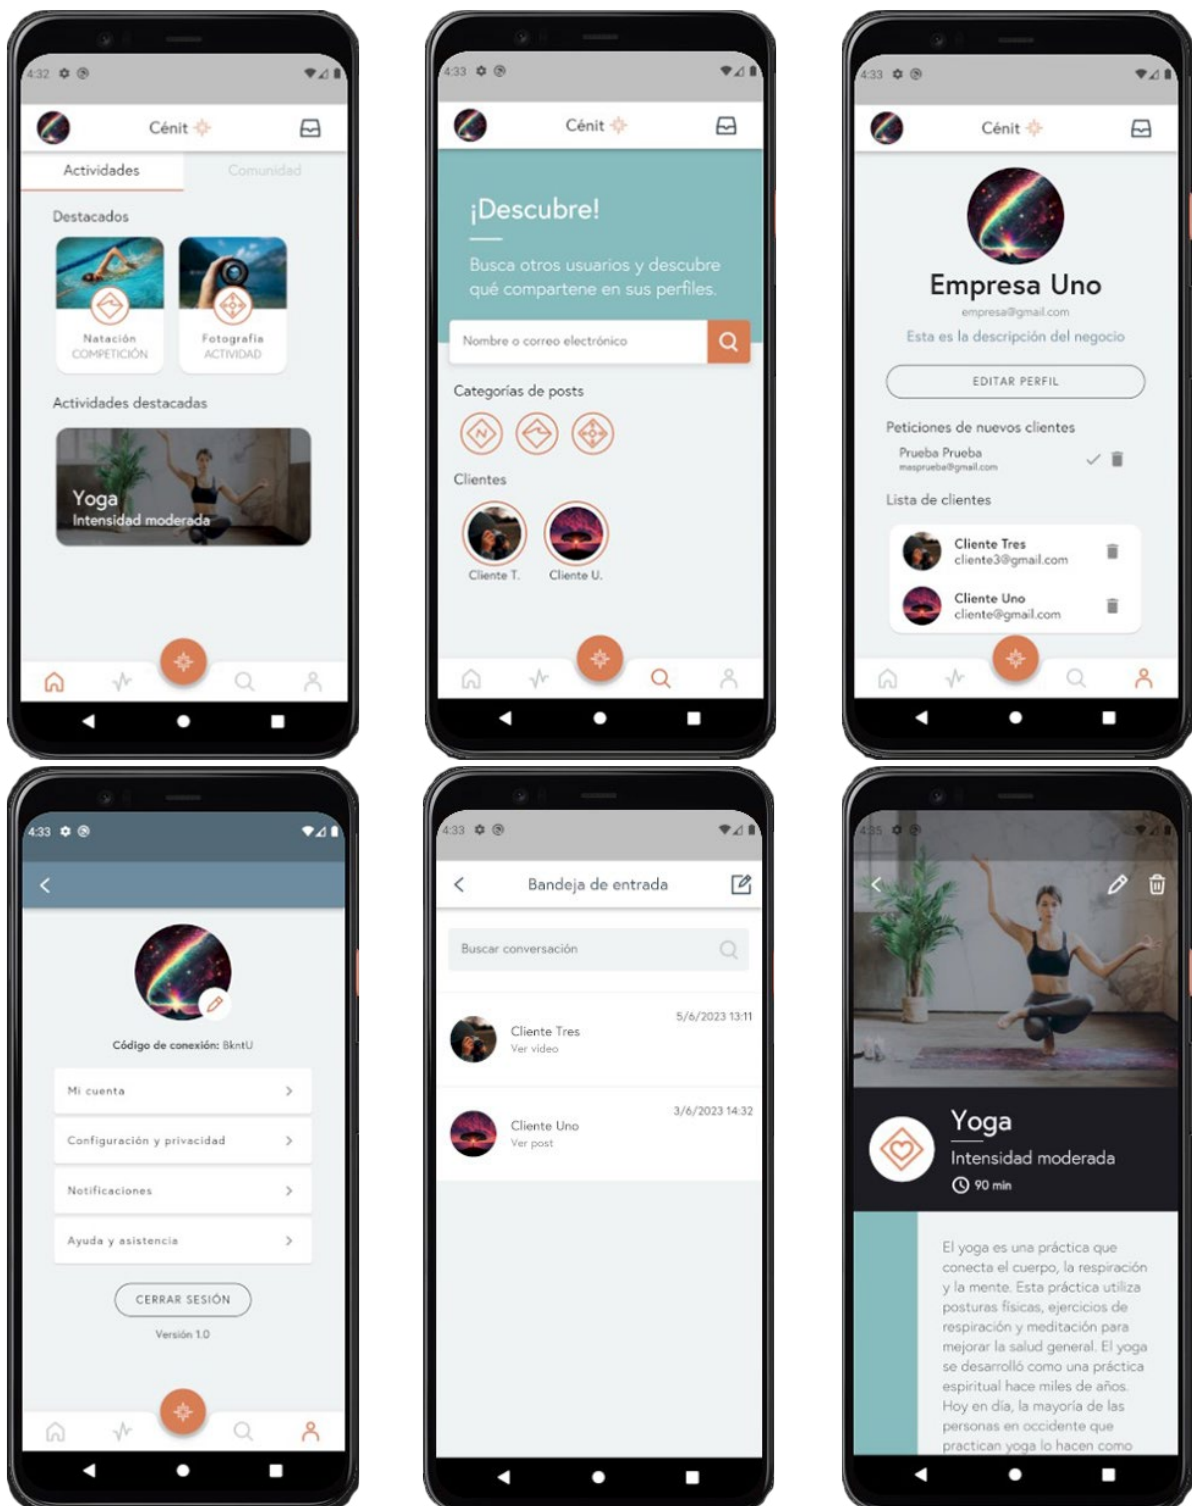 4:32
Cénit
Actividades
Comunidad
Destacados
Natación
COMPETICIÓN
Fotografía
ACTIVIDAD
Actividades destacadas
Yoga
Intensidad moderada
4:33
Cénit
¡Descubre!
Busca otros usuarios y descubre
qué compartene en sus perfiles.
Nombre o correo electrónico
Categorías de posts
N
Clientes
Cliente T.
Cliente U.
4:33
Cénit
Empresa Uno
empresa@gmail.com
Esta es la descripción del negocio
EDITAR PERFIL
Peticiones de nuevos clientes
Prueba Prueba
masprueba@gmail.com
Lista de clientes
Cliente Tres
cliente3@gmail.com
Cliente Uno
cliente@gmail.com
4:33
Código de conexión: BkntU
Mi cuenta
Configuración y privacidad
Notificaciones
Ayuda y asistencia
CERRAR SESIÓN
Versión 1.0
4:33
Bandeja de entrada
Buscar conversación
5/6/2023 13:11
Cliente Tres
Ver vídeo
3/6/2023 14:32
Cliente Uno
Ver post
4:35
Yoga
Intensidad moderada
90 min
El yoga es una práctica que
conecta el cuerpo, la respiración
y la mente. Esta práctica utiliza
posturas físicas, ejercicios de
respiración y meditación para
mejorar la salud general. El yoga
se desarrolló como una práctica
espiritual hace miles de años.
Hoy en día, la mayoría de las
personas en occidente que
practican yoga lo hacen como